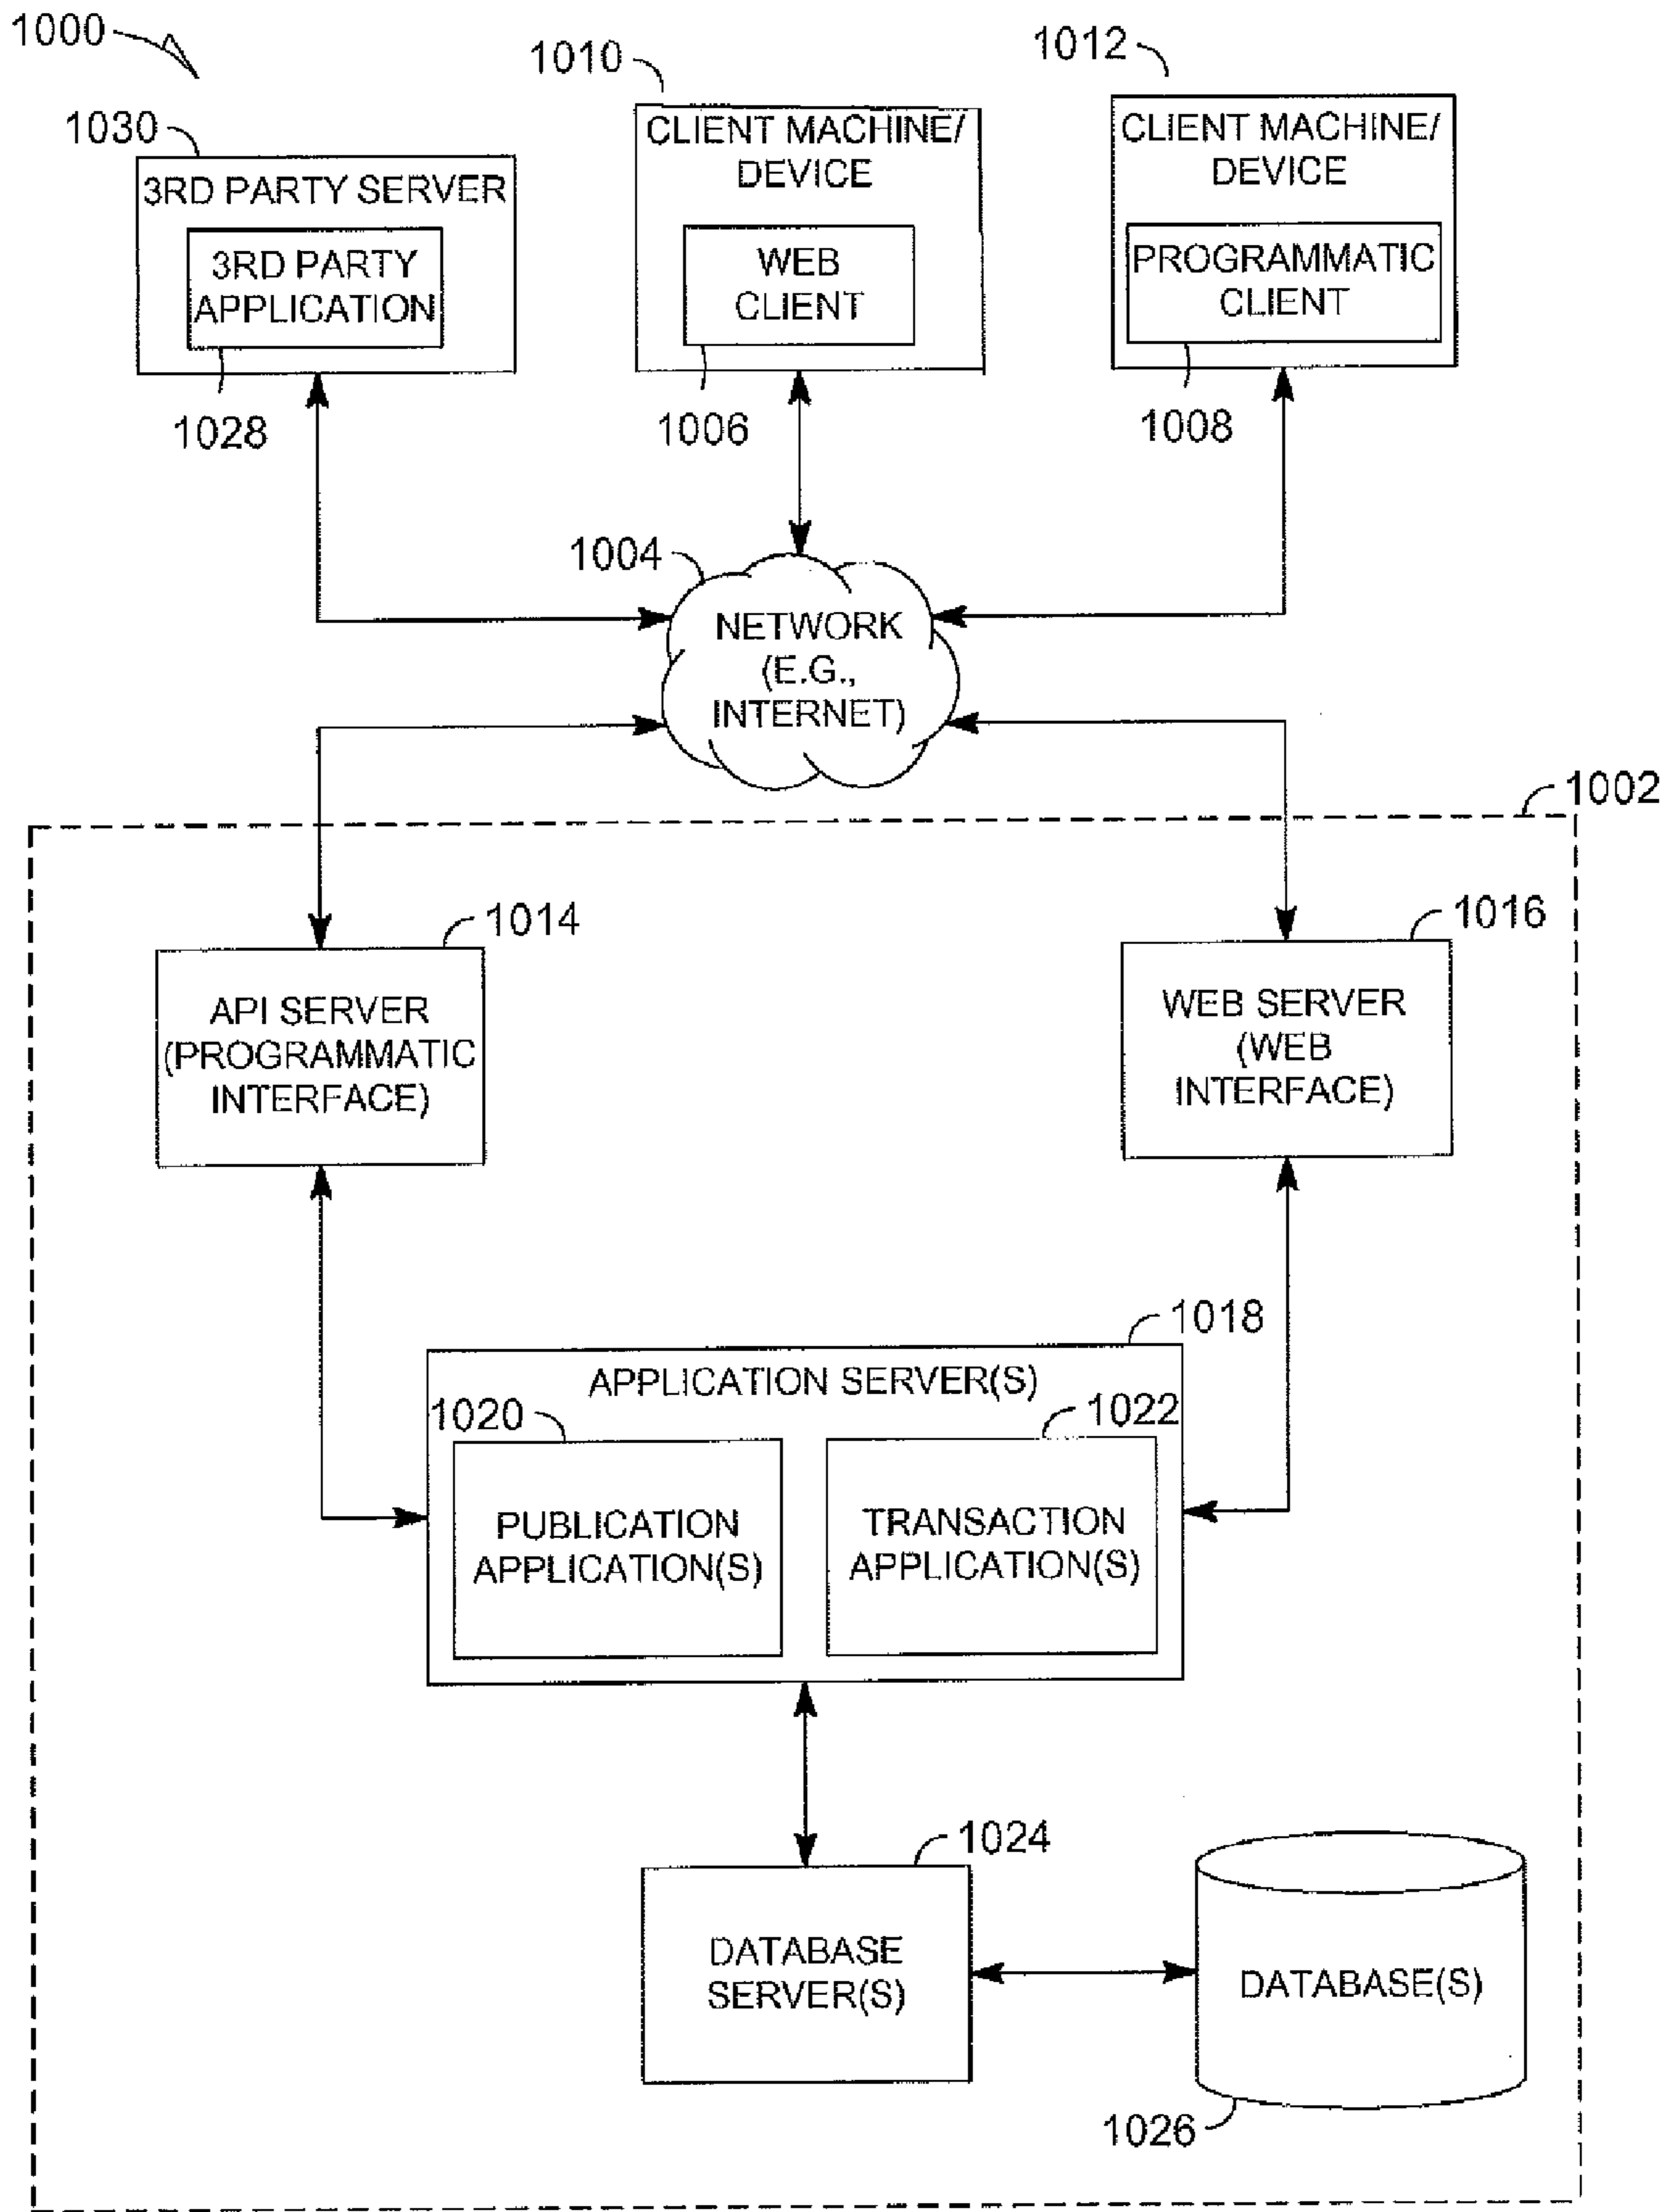 1000
1010
1012
1030
3RD PARTY SERVER
3RD PARTY
APPLICATION
1028
CLIENT MACHINE/
DEVICE
WEB
CLIENT
1006
CLIENT MACHINE/
DEVICE
PROGRAMMATIC
CLIENT
1008
1004
NETWORK
(E.G.,
INTERNET)
1002
1014
API SERVER
(PROGRAMMATIC
INTERFACE)
1016
WEB SERVER
(WEB
INTERFACE)
1018
APPLICATION SERVER(S)
1020
PUBLICATION
APPLICATION(S)
1022
TRANSACTION
APPLICATION(S)
1024
DATABASE
SERVER(S)
DATABASE(S)
1026